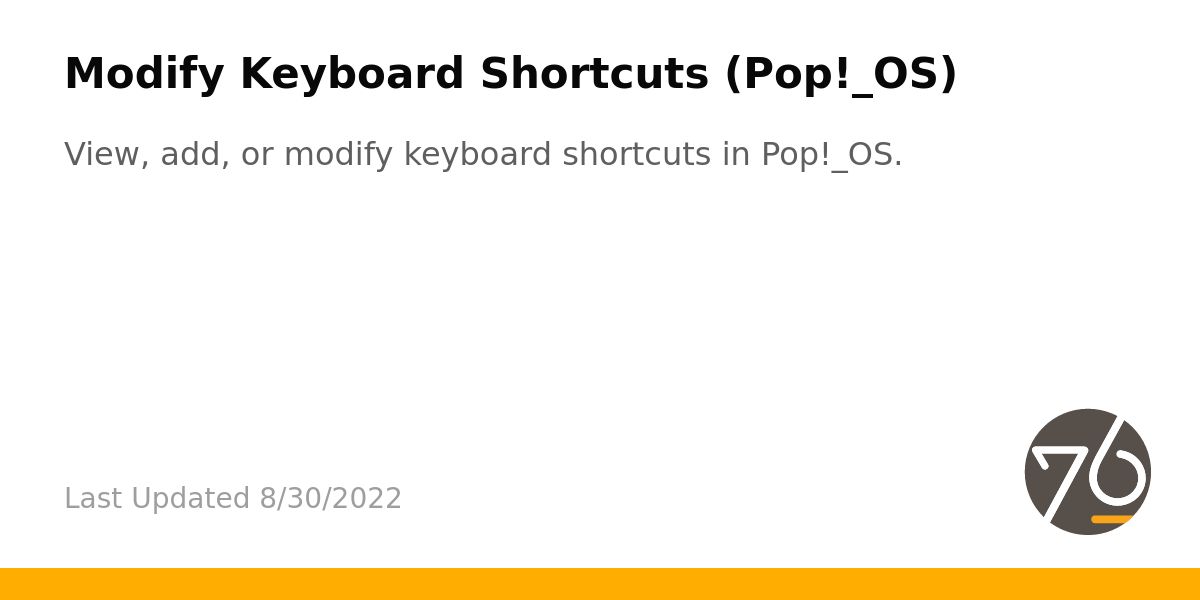 Modify Keyboard Shortcuts (Pop!_OS)
View, add, or modify keyboard shortcuts in Pop!_OS.
Last Updated 8/30/2022
76